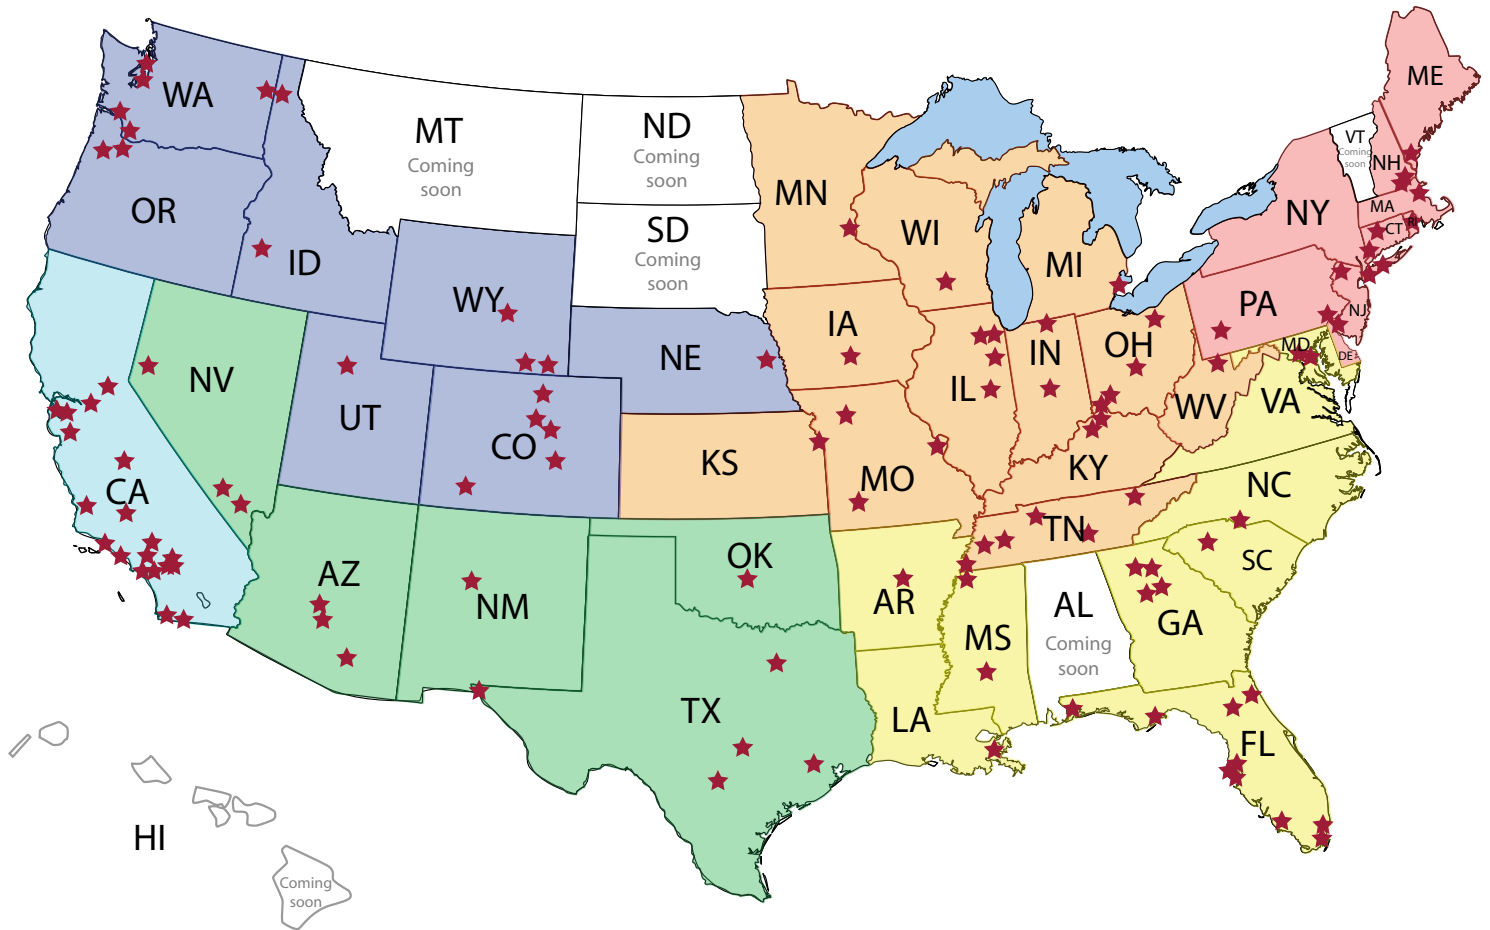 WA
MT
Coming
soon
ND
Coming
soon
MN
ME
VT
Coming
soon
NH
OR
ID
SD
Coming
soon
WI
MI
NY
MA
CT
RI
WY
NE
IA
PA
NJ
NV
UT
CO
KS
IL
IN
OH
MD
DE
WV
VA
CA
MO
KY
NC
TN
AZ
NM
OK
AR
MS
AL
Coming
soon
GA
SC
TX
LA
FL
HI
Coming
soon